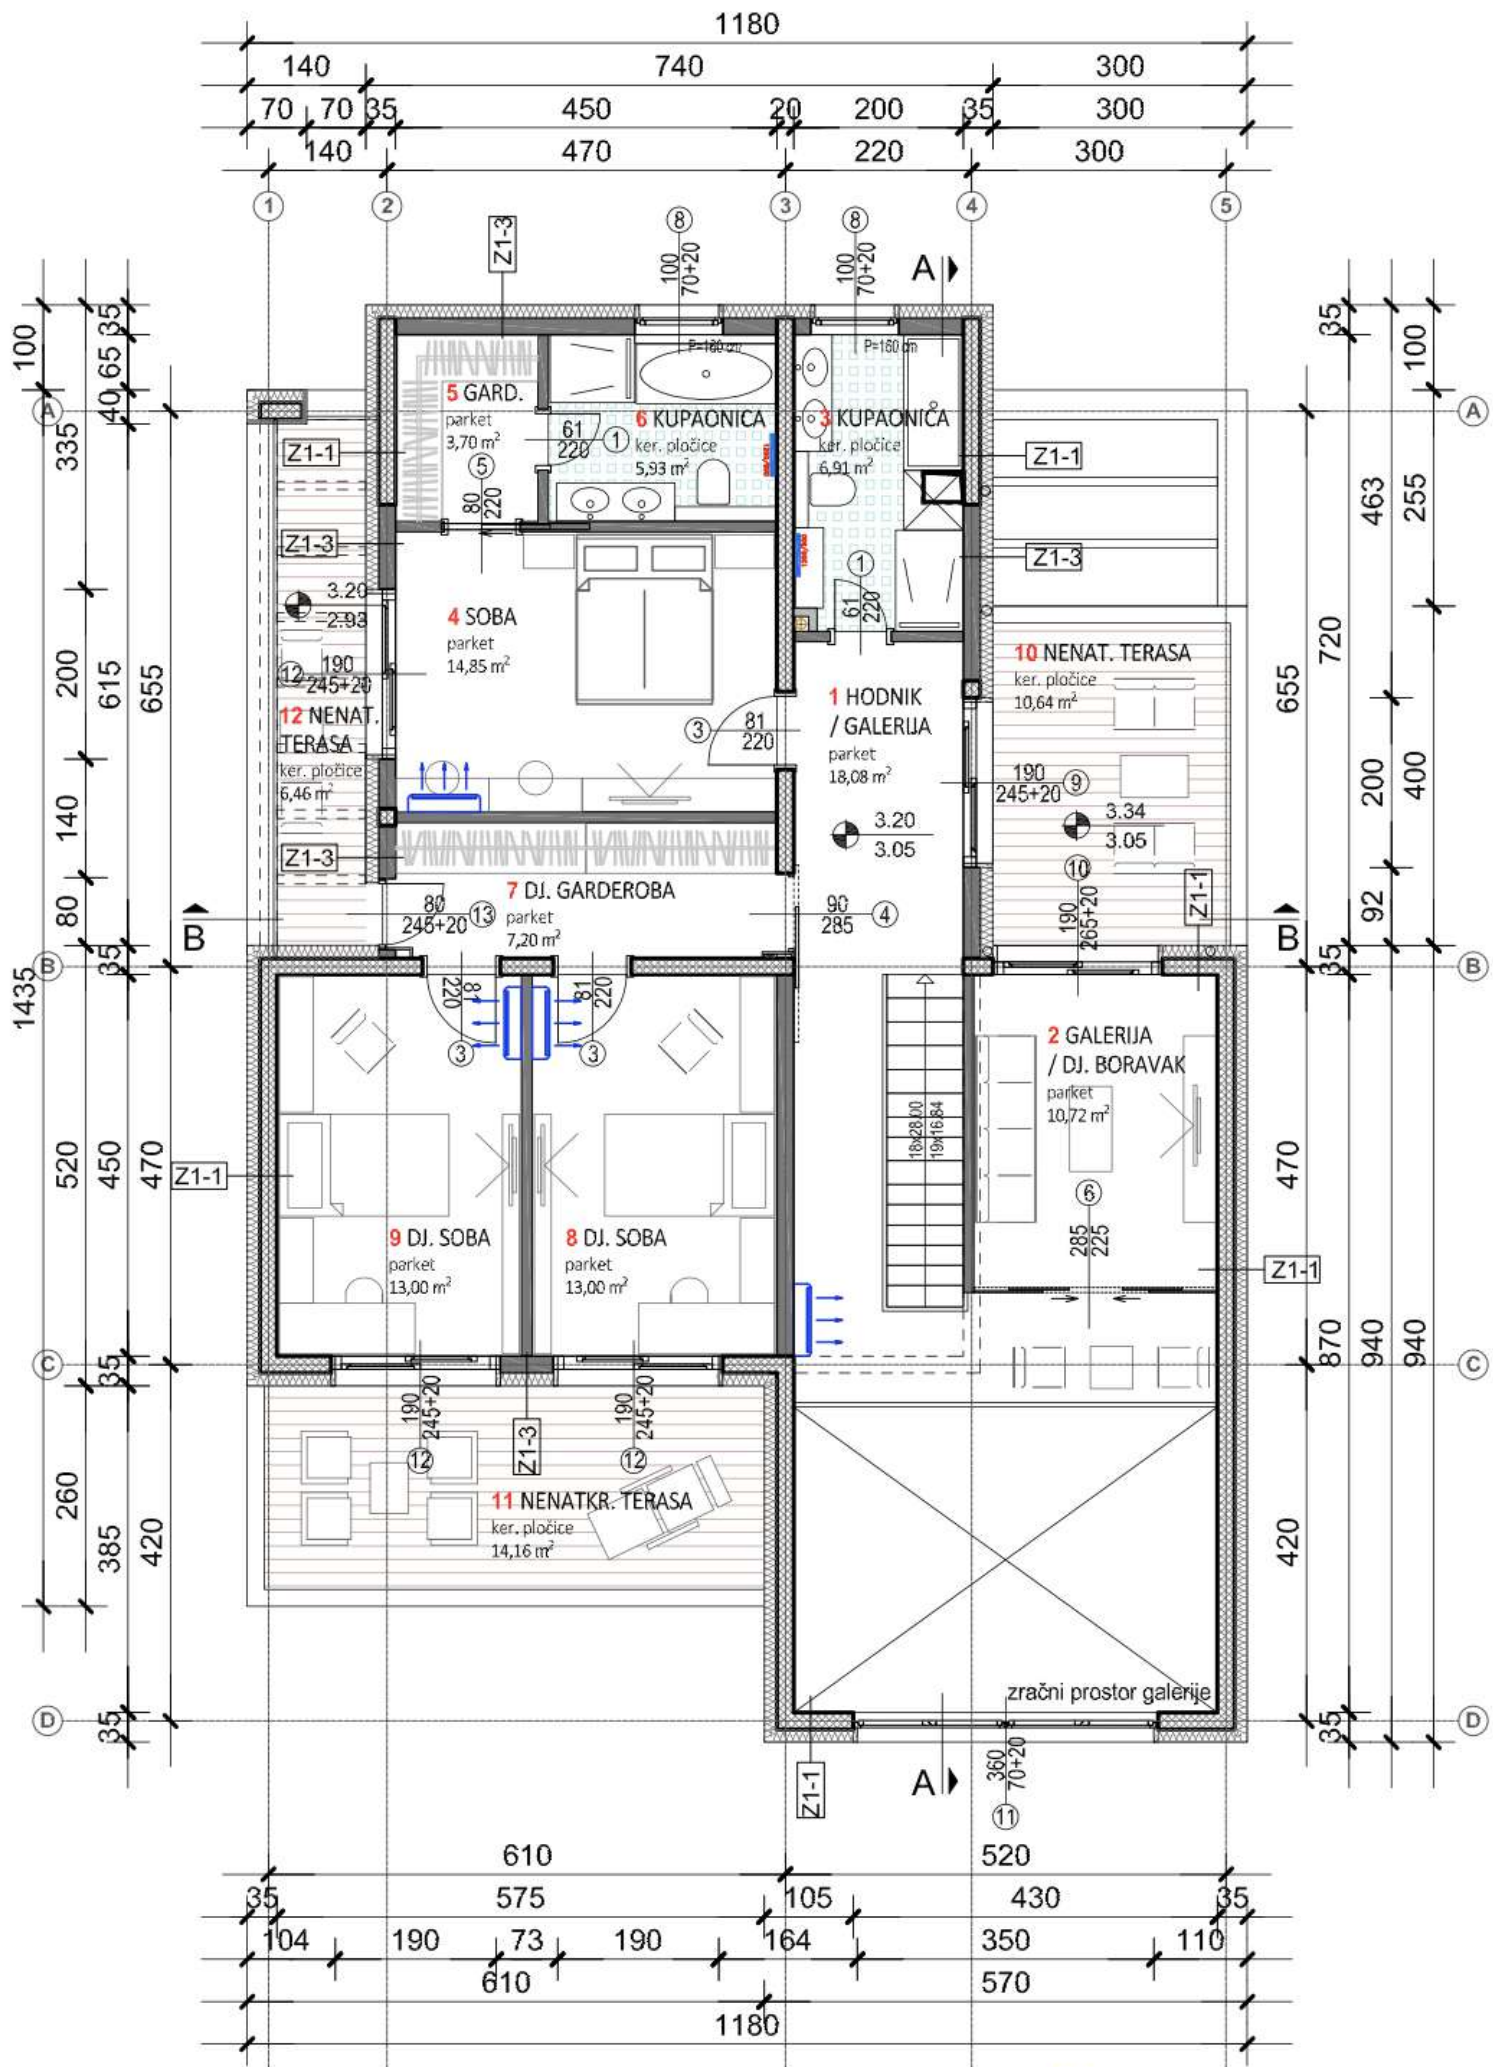 1180
140 740 300
70 70 35 450 20 200 35 300
140 470 220 300
1 2 3 4 5
Z1-3
8
100
70+20
8
100
70+20
A
P=160 cm
P=160 cm
100
35
65
40
335
A
5 GARD.
parket
3,70 m²
61
220
1
6 KUPAONICA
ker. pločice
5,93 m²
3 KUPAONICA
ker. pločice
6,91 m²
Z1-1
5
80
220
Z1-1
Z1-3
Z1-3
1
61
220
35
100
463
255
A
3.20
2.93
4 SOBA
parket
14,85 m²
12
190
245+20
12 NENAT.
TERASA
ker. pločice
6,46 m²
200
615
655
140
80
35
3
81
220
1 HODNIK
/ GALERIJA
parket
18,08 m²
3.20
3.05
10 NENAT. TERASA
ker. pločice
10,64 m²
190
245+20
9
3.34
3.05
10
190
265+20
Z1-1
655
720
200
400
92
35
Z1-3
7 DJ. GARDEROBA
parket
7,20 m²
80
245+20
13
90
285
4
B
B
B
B
1435
81
220
3
81
220
3
18x28.00
19x16.84
2 GALERIJA
/ DJ. BORAVAK
parket
10,72 m²
6
285
225
Z1-1
520
450
470
Z1-1
9 DJ. SOBA
parket
13,00 m²
8 DJ. SOBA
parket
13,00 m²
470
870
940
940
C
35
C
190
245+20
12
Z1-3
190
245+20
12
11 NENATKR. TERASA
ker. pločice
14,16 m²
260
385
420
420
zračni prostor galerije
D
35
35
D
Z1-1
A
360
70+20
11
610 520
35 575 105 430 35
104 190 73 190 164 350 110
610 570
1180